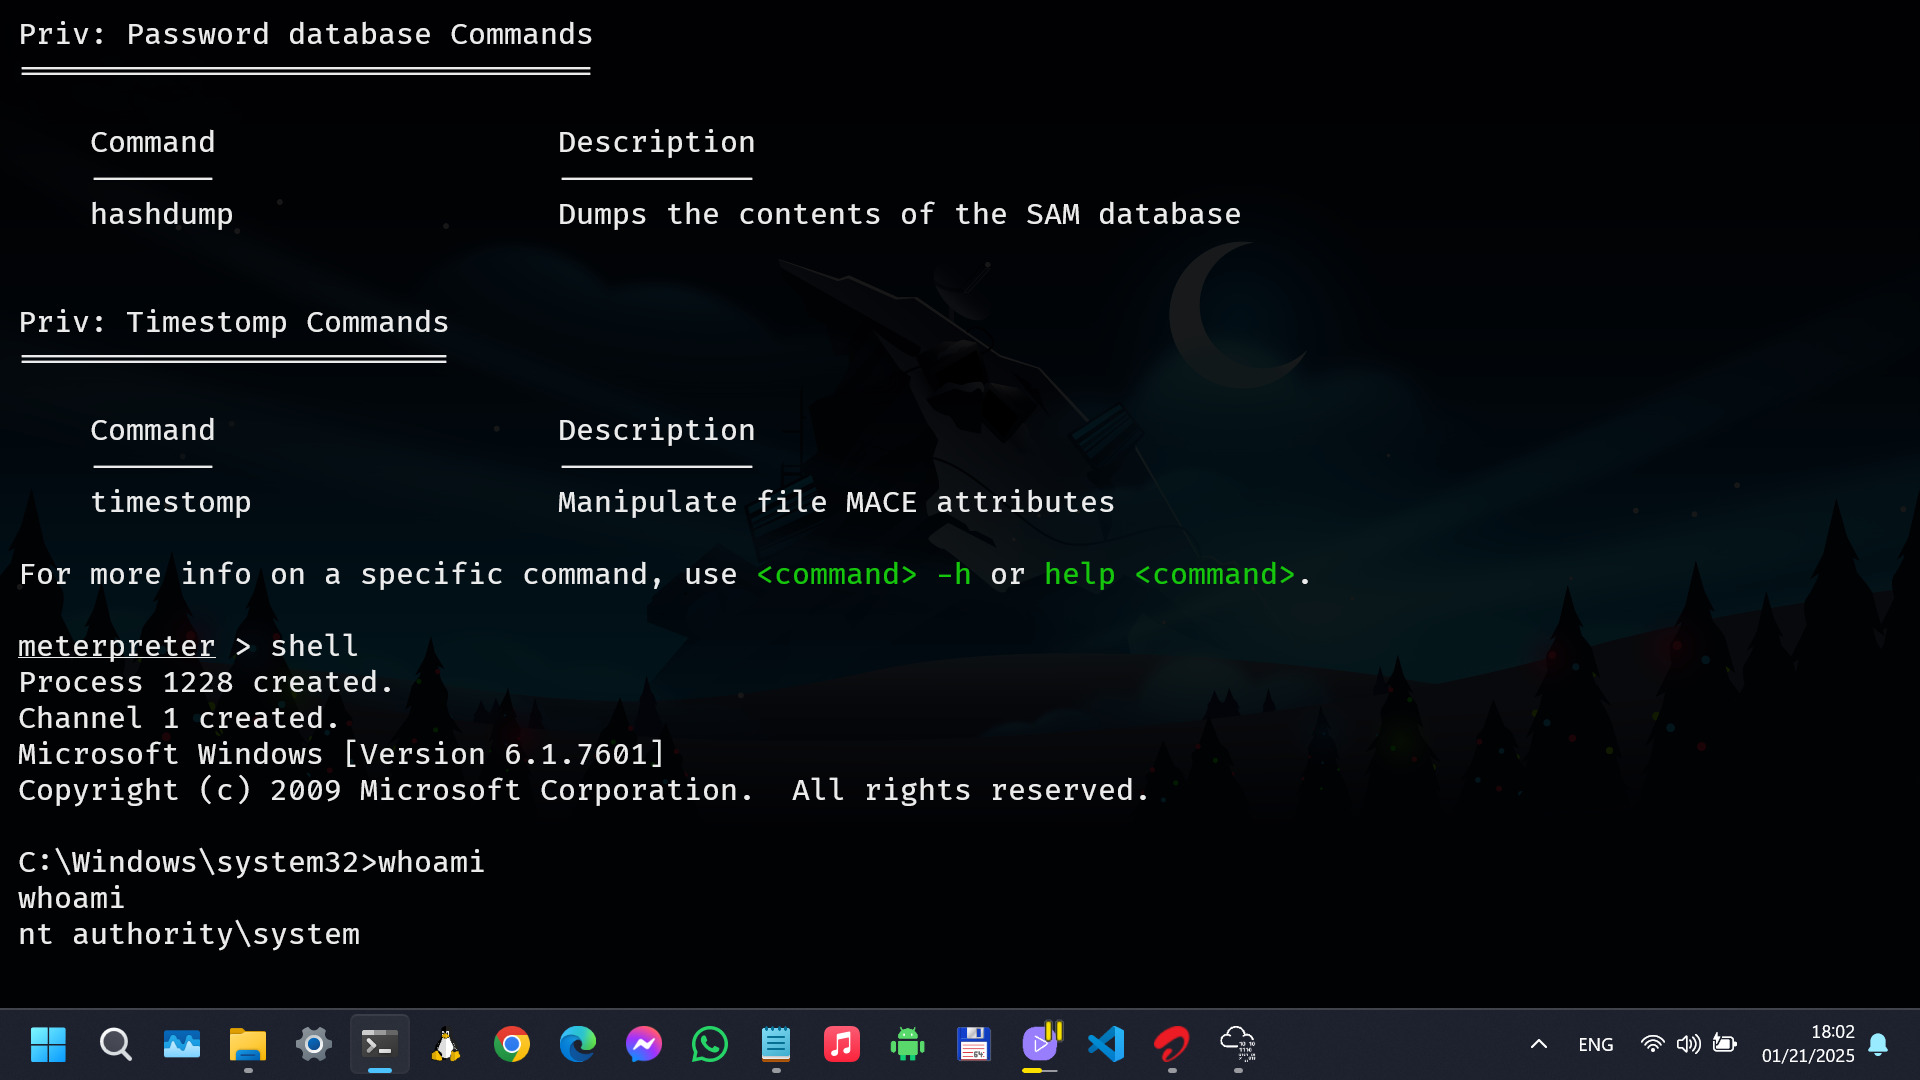 Priv: Password database Commands
Command Description
hashdump Dumps the contents of the SAM database
Priv: Timestomp Commands
Command Description
timestomp Manipulate file MACE attributes
For more info on a specific command, use <command> -h or help <command>.
meterpreter > shell
Process 1228 created.
Channel 1 created.
Microsoft Windows [Version 6.1.7601]
Copyright (c) 2009 Microsoft Corporation.  All rights reserved.
C:\Windows\system32>whoami
whoami
nt authority\system
ENG
18:02
01/21/2025